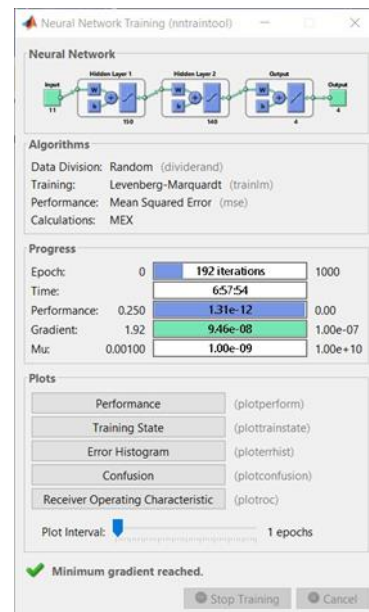 Neural Network Training (nntraintool)
Neural Network
Hidden Layer 1 Hidden Layer 2 Output
Input Output
W W W
b b b
11 150 140 4 4
Algorithms
Data Division: Random (dividerand)
Training: Levenberg-Marquardt (trainlm)
Performance: Mean Squared Error (mse)
Calculations: MEX
Progress
Epoch: 0 192 iterations 1000
Time: 6:57:54
Performance: 0.250 1.31e-12 0.00
Gradient: 1.92 9.46e-08 1.00e-07
Mu: 0.00100 1.00e-09 1.00e+10
Plots
Performance (plotperform)
Training State (plottrainstate)
Error Histogram (ploterrhist)
Confusion (plotconfusion)
Receiver Operating Characteristic (plotroc)
Plot Interval: 1 epochs
Minimum gradient reached.
Stop Training Cancel